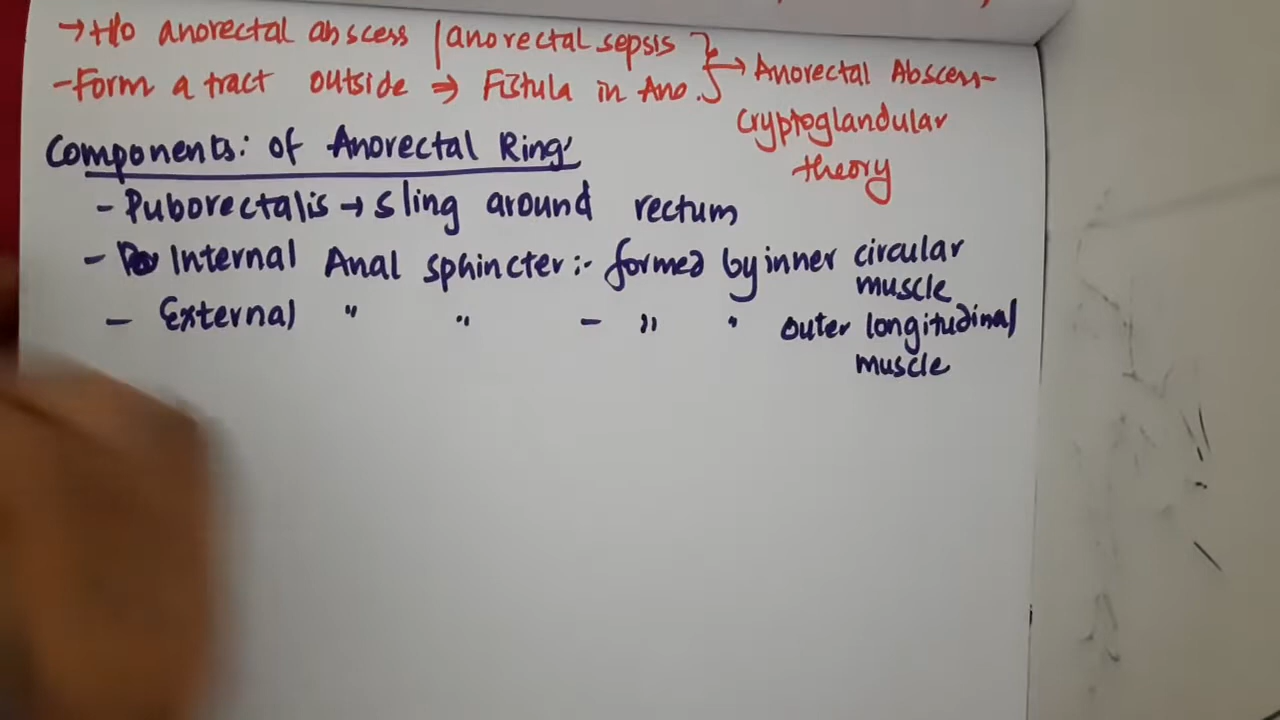 → H/o anorectal abscess / anorectal sepsis
- Form a tract outside ⇒ Fistula in Ano.
→ Anorectal Abscess-
cryptoglandular
theory
Components: of Anorectal Ring
- Puborectalis → sling around rectum
- Internal Anal sphincter :- formed by inner circular
muscle
- External " " - " " outer longitudinal
muscle